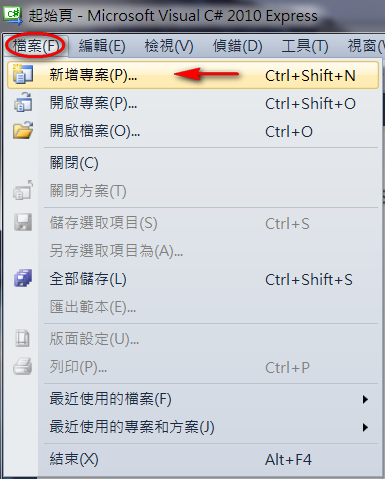 起始頁 - Microsoft Visual C# 2010 Express
檔案(F) 編輯(E) 檢視(V) 偵錯(D) 工具(T) 視窗(
新增專案(P)... Ctrl+Shift+N
開啟專案(P)... Ctrl+Shift+O
開啟檔案(O)... Ctrl+O
關閉(C)
關閉方案(T)
儲存選取項目(S) Ctrl+S
另存選取項目為(A)...
全部儲存(L) Ctrl+Shift+S
匯出範本(E)...
版面設定(U)...
列印(P)... Ctrl+P
最近使用的檔案(F)
最近使用的專案和方案(J)
結束(X) Alt+F4